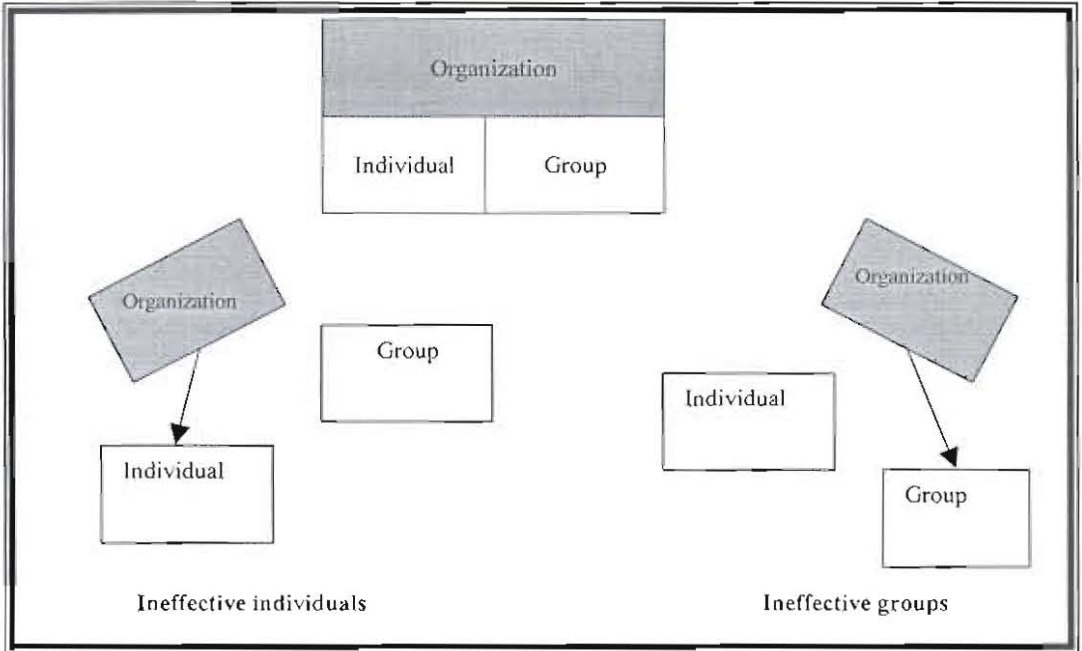 Organization
Individual Group
Organization
Organization
Group
Individual
Individual
Group
Ineffective individuals
Ineffective groups